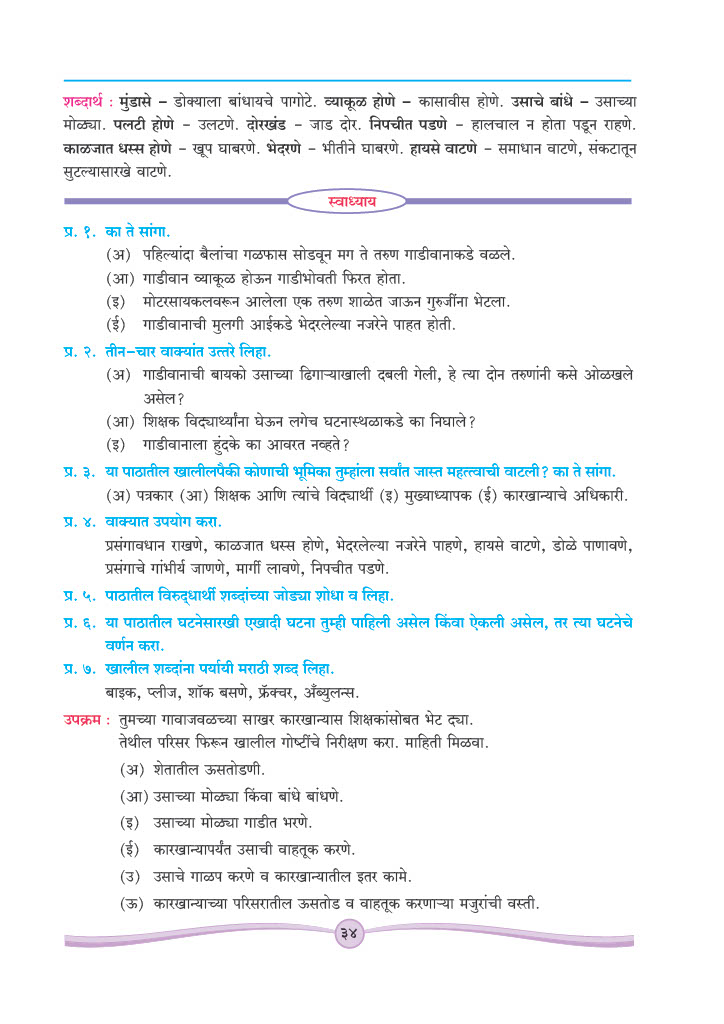 शब्दार्थ : मुंडासे – डोक्याला बांधायचे पागोटे. व्याकूळ होणे – कासावीस होणे. उसाचे बांधे – उसाच्या
मोळ्या. पलटी होणे – उलटणे. दोरखंड – जाड दोर. निपचीत पडणे – हालचाल न होता पडून राहणे.
काळजात धस्स होणे – खूप घाबरणे. भेदरणे – भीतीने घाबरणे. हायसे वाटणे – समाधान वाटणे, संकटातून
सुटल्यासारखे वाटणे.
स्वाध्याय
प्र. १. का ते सांगा.
(अ) पहिल्यांदा बैलांचा गळफास सोडवून मग ते तरुण गाडीवानाकडे वळले.
(आ) गाडीवान व्याकूळ होऊन गाडीभोवती फिरत होता.
(इ) मोटरसायकलवरून आलेला एक तरुण शाळेत जाऊन गुरुजींना भेटला.
(ई) गाडीवानाची मुलगी आईकडे भेदरलेल्या नजरेने पाहत होती.
प्र. २. तीन-चार वाक्यांत उत्तरे लिहा.
(अ) गाडीवानाची बायको उसाच्या ढिगाऱ्याखाली दबली गेली, हे त्या दोन तरुणांनी कसे ओळखले
असेल?
(आ) शिक्षक विद्यार्थ्यांना घेऊन लगेच घटनास्थळाकडे का निघाले?
(इ) गाडीवानाला हुंदके का आवरत नव्हते?
प्र. ३. या पाठातील खालीलपैकी कोणाची भूमिका तुम्हांला सर्वांत जास्त महत्त्वाची वाटली? का ते सांगा.
(अ) पत्रकार (आ) शिक्षक आणि त्यांचे विद्यार्थी (इ) मुख्याध्यापक (ई) कारखान्याचे अधिकारी.
प्र. ४. वाक्यात उपयोग करा.
प्रसंगावधान राखणे, काळजात धस्स होणे, भेदरलेल्या नजरेने पाहणे, हायसे वाटणे, डोळे पाणावणे,
प्रसंगाचे गांभीर्य जाणणे, मार्गी लावणे, निपचीत पडणे.
प्र. ५. पाठातील विरुद्धार्थी शब्दांच्या जोड्या शोधा व लिहा.
प्र. ६. या पाठातील घटनेसारखी एखादी घटना तुम्ही पाहिली असेल किंवा ऐकली असेल, तर त्या घटनेचे
वर्णन करा.
प्र. ७. खालील शब्दांना पर्यायी मराठी शब्द लिहा.
बाइक, प्लीज, शॉक बसणे, फ्रॅक्चर, ॲंब्युलन्स.
उपक्रम : तुमच्या गावाजवळच्या साखर कारखान्यास शिक्षकांसोबत भेट द्या.
तेथील परिसर फिरून खालील गोष्टींचे निरीक्षण करा. माहिती मिळवा.
(अ) शेतातील ऊसतोडणी.
(आ) उसाच्या मोळ्या किंवा बांधे बांधणे.
(इ) उसाच्या मोळ्या गाडीत भरणे.
(ई) कारखान्यापर्यंत उसाची वाहतूक करणे.
(उ) उसाचे गाळप करणे व कारखान्यातील इतर कामे.
(ऊ) कारखान्याच्या परिसरातील ऊसतोड व वाहतूक करणाऱ्या मजुरांची वस्ती.
३४